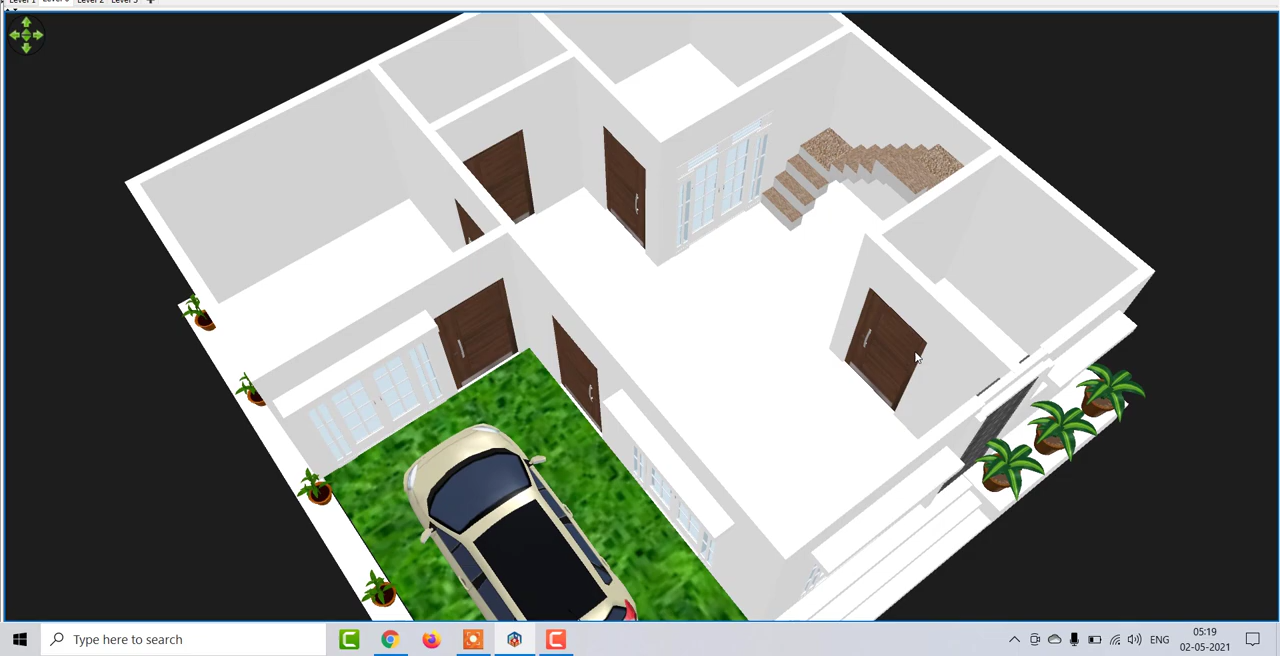 Level 1 Level 2 Level 3
Type here to search
ENG
05:19
02-05-2021